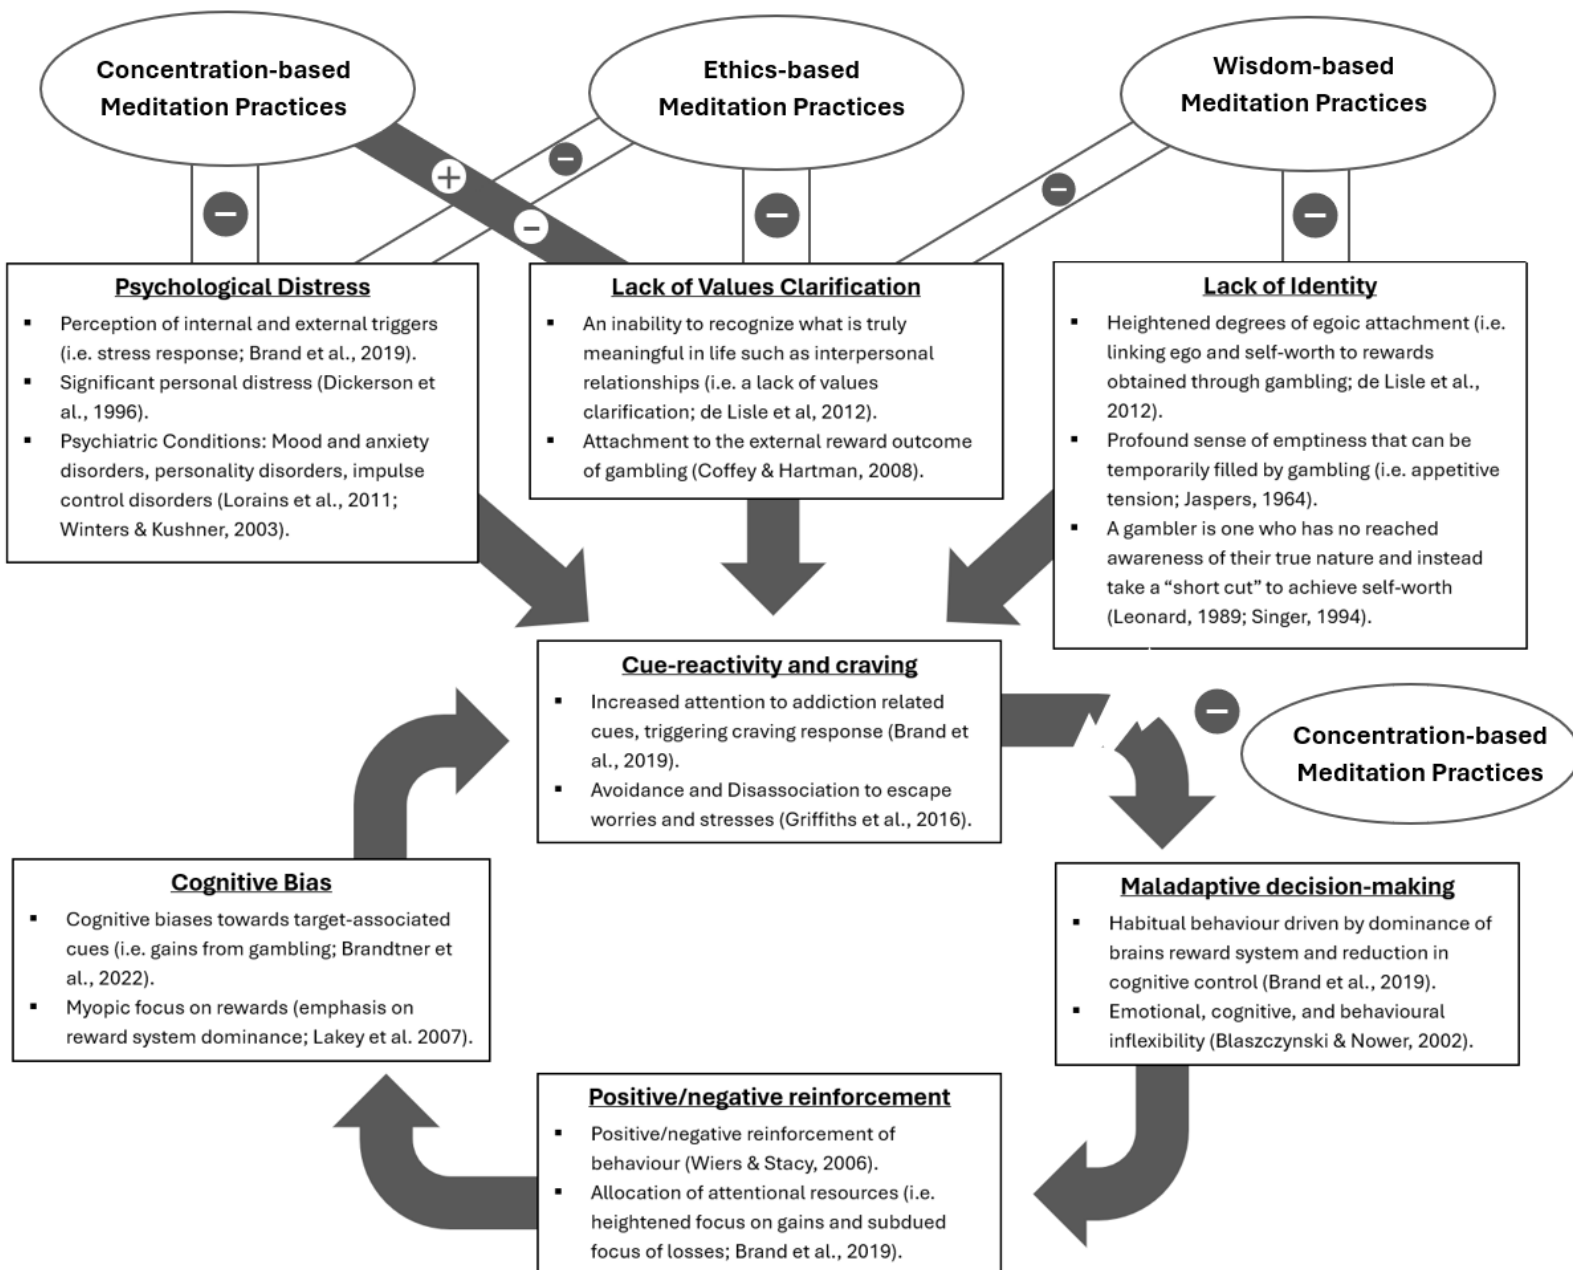 Concentration-based
Meditation Practices
Ethics-based
Meditation Practices
Wisdom-based
Meditation Practices
+
−
−
−
−
−
−
Psychological Distress
▪ Perception of internal and external triggers
(i.e. stress response; Brand et al., 2019).
▪ Significant personal distress (Dickerson et
al., 1996).
▪ Psychiatric Conditions: Mood and anxiety
disorders, personality disorders, impulse
control disorders (Lorains et al., 2011;
Winters & Kushner, 2003).
Lack of Values Clarification
▪ An inability to recognize what is truly
meaningful in life such as interpersonal
relationships (i.e. a lack of values
clarification; de Lisle et al, 2012).
▪ Attachment to the external reward outcome
of gambling (Coffey & Hartman, 2008).
Lack of Identity
▪ Heightened degrees of egoic attachment (i.e.
linking ego and self-worth to rewards
obtained through gambling; de Lisle et al.,
2012).
▪ Profound sense of emptiness that can be
temporarily filled by gambling (i.e. appetitive
tension; Jaspers, 1964).
▪ A gambler is one who has no reached
awareness of their true nature and instead
take a “short cut” to achieve self-worth
(Leonard, 1989; Singer, 1994).
Cue-reactivity and craving
▪ Increased attention to addiction related
cues, triggering craving response (Brand et
al., 2019).
▪ Avoidance and Disassociation to escape
worries and stresses (Griffiths et al., 2016).
−
Concentration-based
Meditation Practices
Cognitive Bias
▪ Cognitive biases towards target-associated
cues (i.e. gains from gambling; Brandtner et
al., 2022).
▪ Myopic focus on rewards (emphasis on
reward system dominance; Lakey et al. 2007).
Maladaptive decision-making
▪ Habitual behaviour driven by dominance of
brains reward system and reduction in
cognitive control (Brand et al., 2019).
▪ Emotional, cognitive, and behavioural
inflexibility (Blaszczynski & Nower, 2002).
Positive/negative reinforcement
▪ Positive/negative reinforcement of
behaviour (Wiers & Stacy, 2006).
▪ Allocation of attentional resources (i.e.
heightened focus on gains and subdued
focus of losses; Brand et al., 2019).